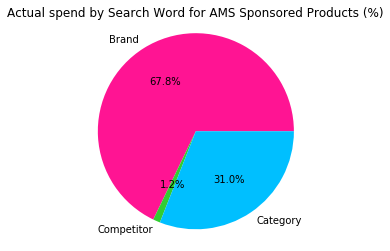 Actual spend by Search Word for AMS Sponsored Products (%)
Brand
67.8%
1.2%
31.0%
Competitor
Category